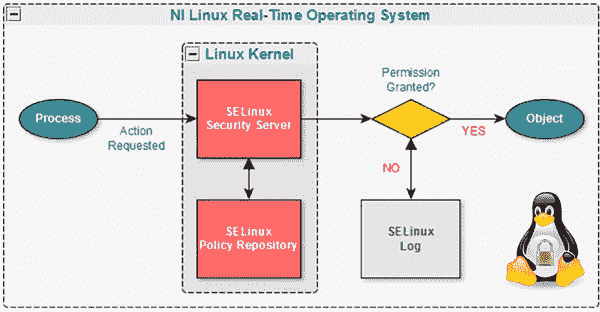 NI Linux Real-Time Operating System
Linux Kernel
Process
Action
Requested
SELinux
Security Server
SELinux
Policy Repository
Permission
Granted?
YES
Object
NO
SELinux
Log